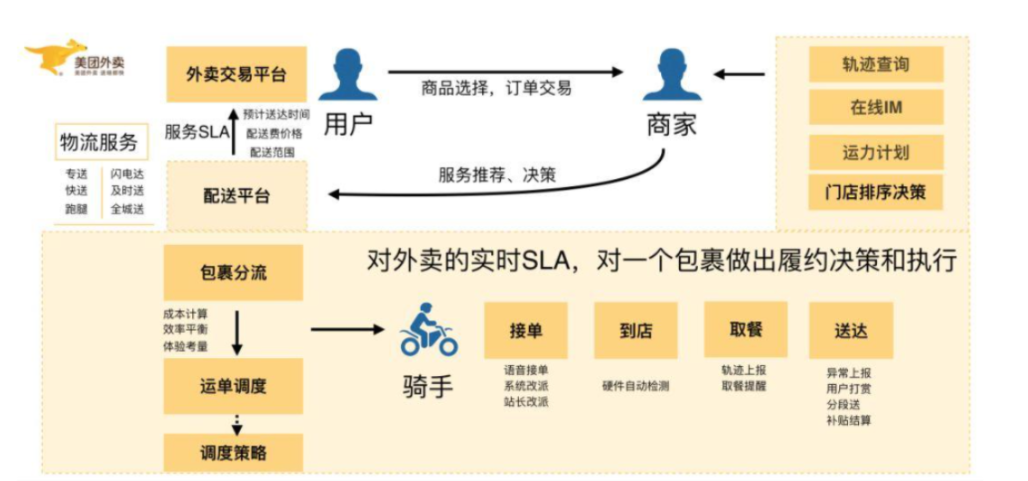 美团外卖
美团外卖 送啥都快
外卖交易平台
服务SLA
预计送达时间
配送费价格
配送范围
物流服务
专送
闪电达
快送
及时送
跑腿
全城送
配送平台
用户
商品选择，订单交易
商家
服务推荐、决策
轨迹查询
在线IM
运力计划
门店排序决策
对外卖的实时SLA，对一个包裹做出履约决策和执行
包裹分流
成本计算
效率平衡
体验考量
运单调度
调度策略
骑手
接单
语音接单
系统改派
站长改派
到店
硬件自动检测
取餐
轨迹上报
取餐提醒
送达
异常上报
用户打赏
分段送
补贴结算